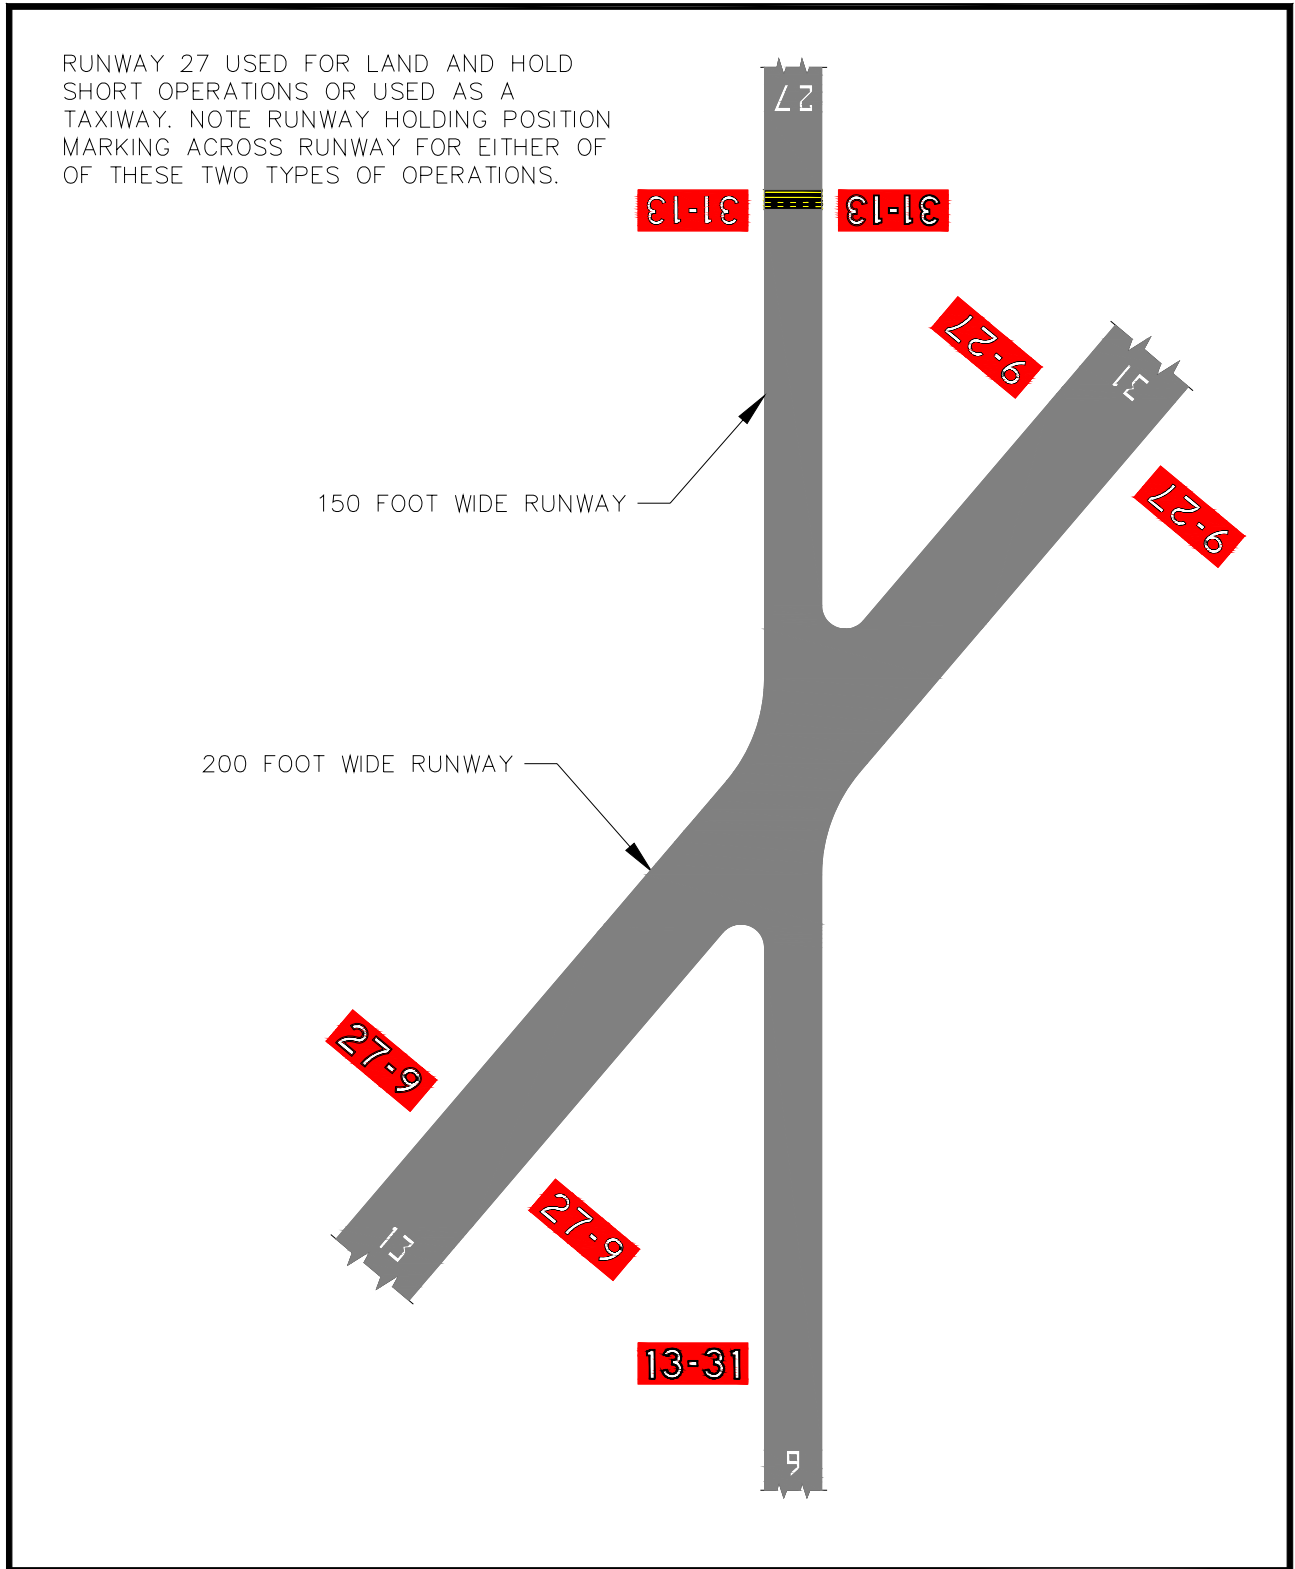 RUNWAY 27 USED FOR LAND AND HOLD
SHORT OPERATIONS OR USED AS A
TAXIWAY. NOTE RUNWAY HOLDING POSITION
MARKING ACROSS RUNWAY FOR EITHER OF
OF THESE TWO TYPES OF OPERATIONS.
27
31-13
31-13
9-27
31
9-27
150 FOOT WIDE RUNWAY
200 FOOT WIDE RUNWAY
27-9
27-9
13
13-31
9